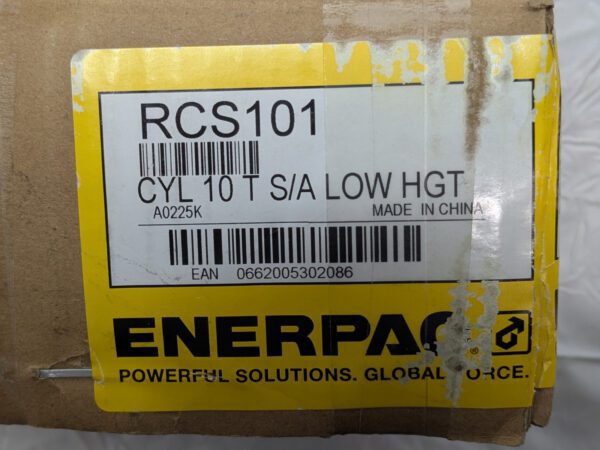 RCS101
CYL 10 T S/A LOW HGT
A0225K MADE IN CHINA
EAN 0662005302086
ENERPAC
®
POWERFUL SOLUTIONS. GLOBAL FORCE.